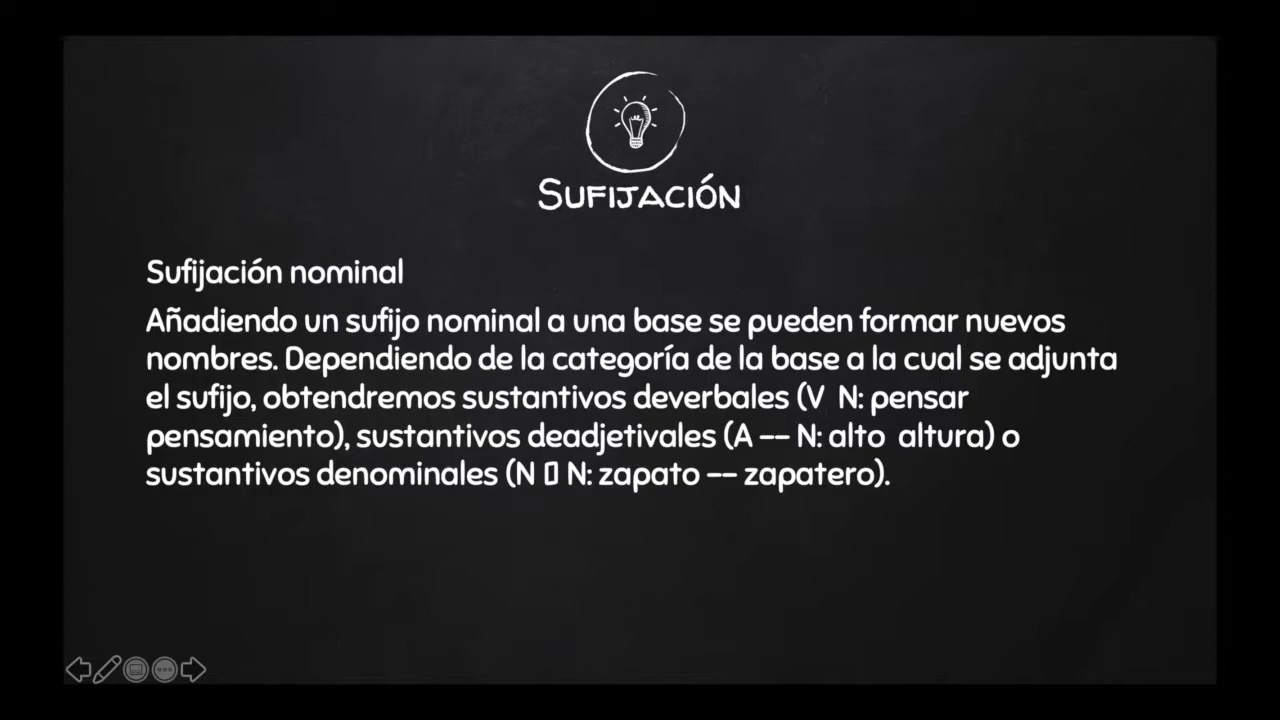 SUFIJACIÓN
Sufijación nominal
Añadiendo un sufijo nominal a una base se pueden formar nuevos
nombres. Dependiendo de la categoría de la base a la cual se adjunta
el sufijo, obtendremos sustantivos deverbales (V  N: pensar
pensamiento), sustantivos deadjetivales (A -- N: alto  altura) o
sustantivos denominales (N ▯ N: zapato -- zapatero).